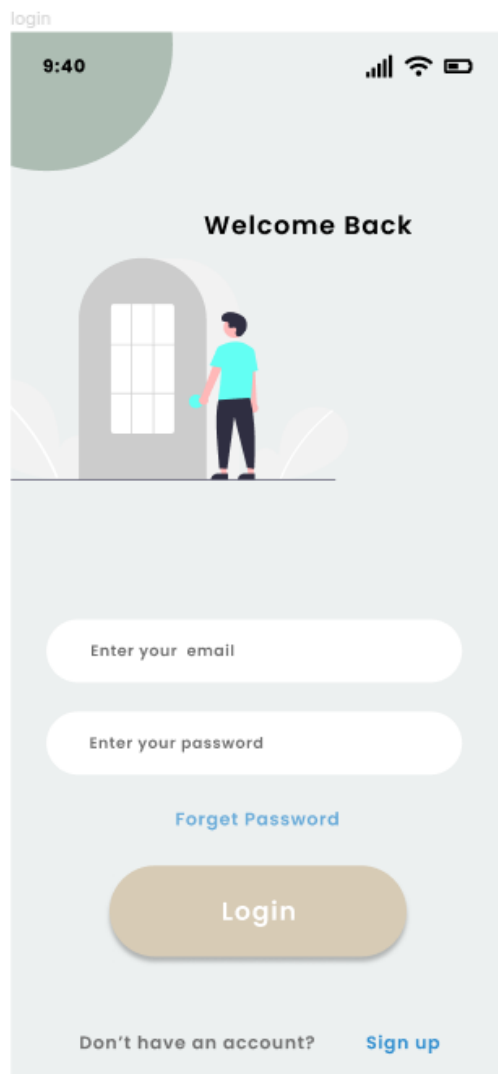 login
9:40
Welcome Back
Enter your  email
Enter your password
Forget Password
Login
Don’t have an account? Sign up